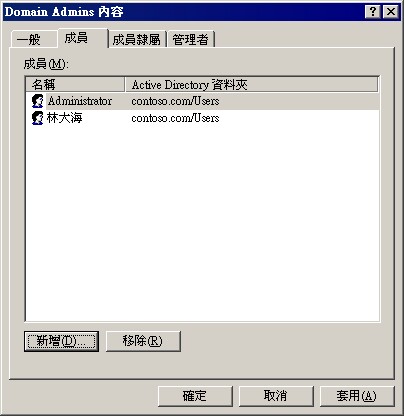 Domain Admins 內容
一般 成員 成員隸屬 管理者
成員(M):
名稱 Active Directory 資料夾
Administrator contoso.com/Users
林大海 contoso.com/Users
新增(D)... 移除(R)
確定 取消 套用(A)